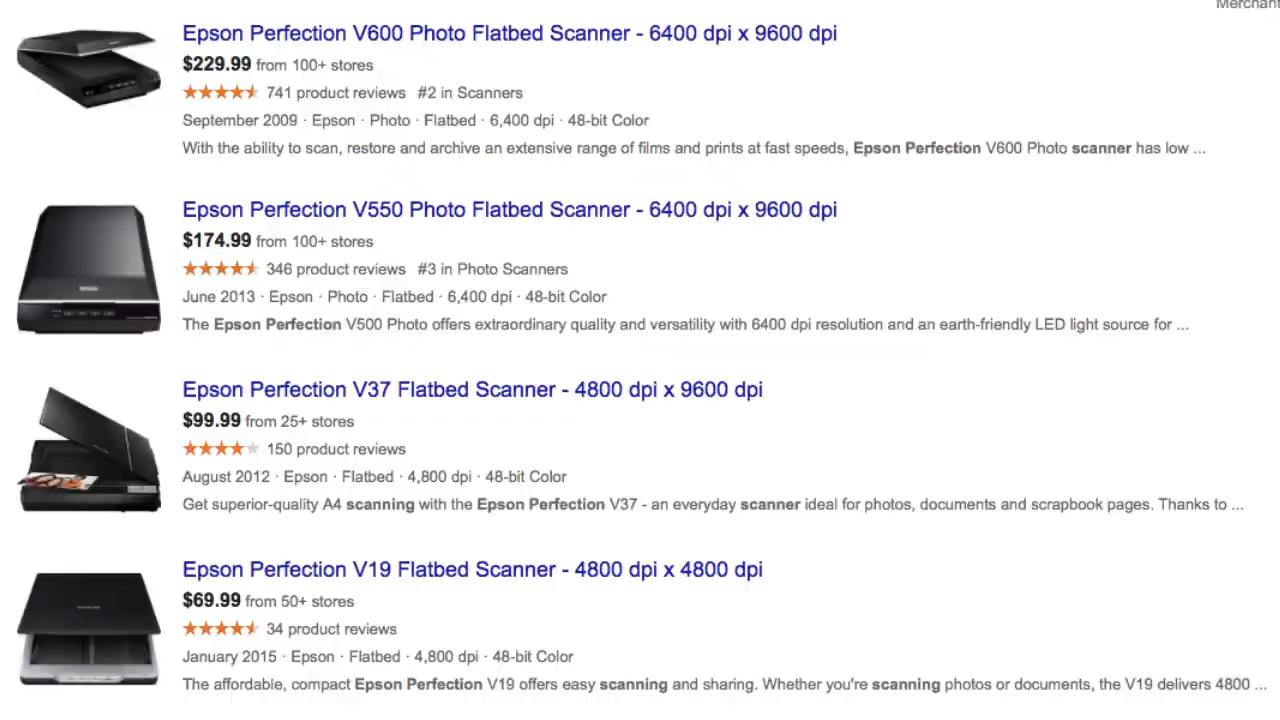 Merchant
Epson Perfection V600 Photo Flatbed Scanner - 6400 dpi x 9600 dpi
$229.99 from 100+ stores
741 product reviews #2 in Scanners
September 2009 · Epson · Photo · Flatbed · 6,400 dpi · 48-bit Color
With the ability to scan, restore and archive an extensive range of films and prints at fast speeds, Epson Perfection V600 Photo scanner has low ...
Epson Perfection V550 Photo Flatbed Scanner - 6400 dpi x 9600 dpi
$174.99 from 100+ stores
346 product reviews #3 in Photo Scanners
June 2013 · Epson · Photo · Flatbed · 6,400 dpi · 48-bit Color
The Epson Perfection V500 Photo offers extraordinary quality and versatility with 6400 dpi resolution and an earth-friendly LED light source for ...
Epson Perfection V37 Flatbed Scanner - 4800 dpi x 9600 dpi
$99.99 from 25+ stores
150 product reviews
August 2012 · Epson · Flatbed · 4,800 dpi · 48-bit Color
Get superior-quality A4 scanning with the Epson Perfection V37 - an everyday scanner ideal for photos, documents and scrapbook pages. Thanks to ...
Epson Perfection V19 Flatbed Scanner - 4800 dpi x 4800 dpi
$69.99 from 50+ stores
34 product reviews
January 2015 · Epson · Flatbed · 4,800 dpi · 48-bit Color
The affordable, compact Epson Perfection V19 offers easy scanning and sharing. Whether you're scanning photos or documents, the V19 delivers 4800 ...